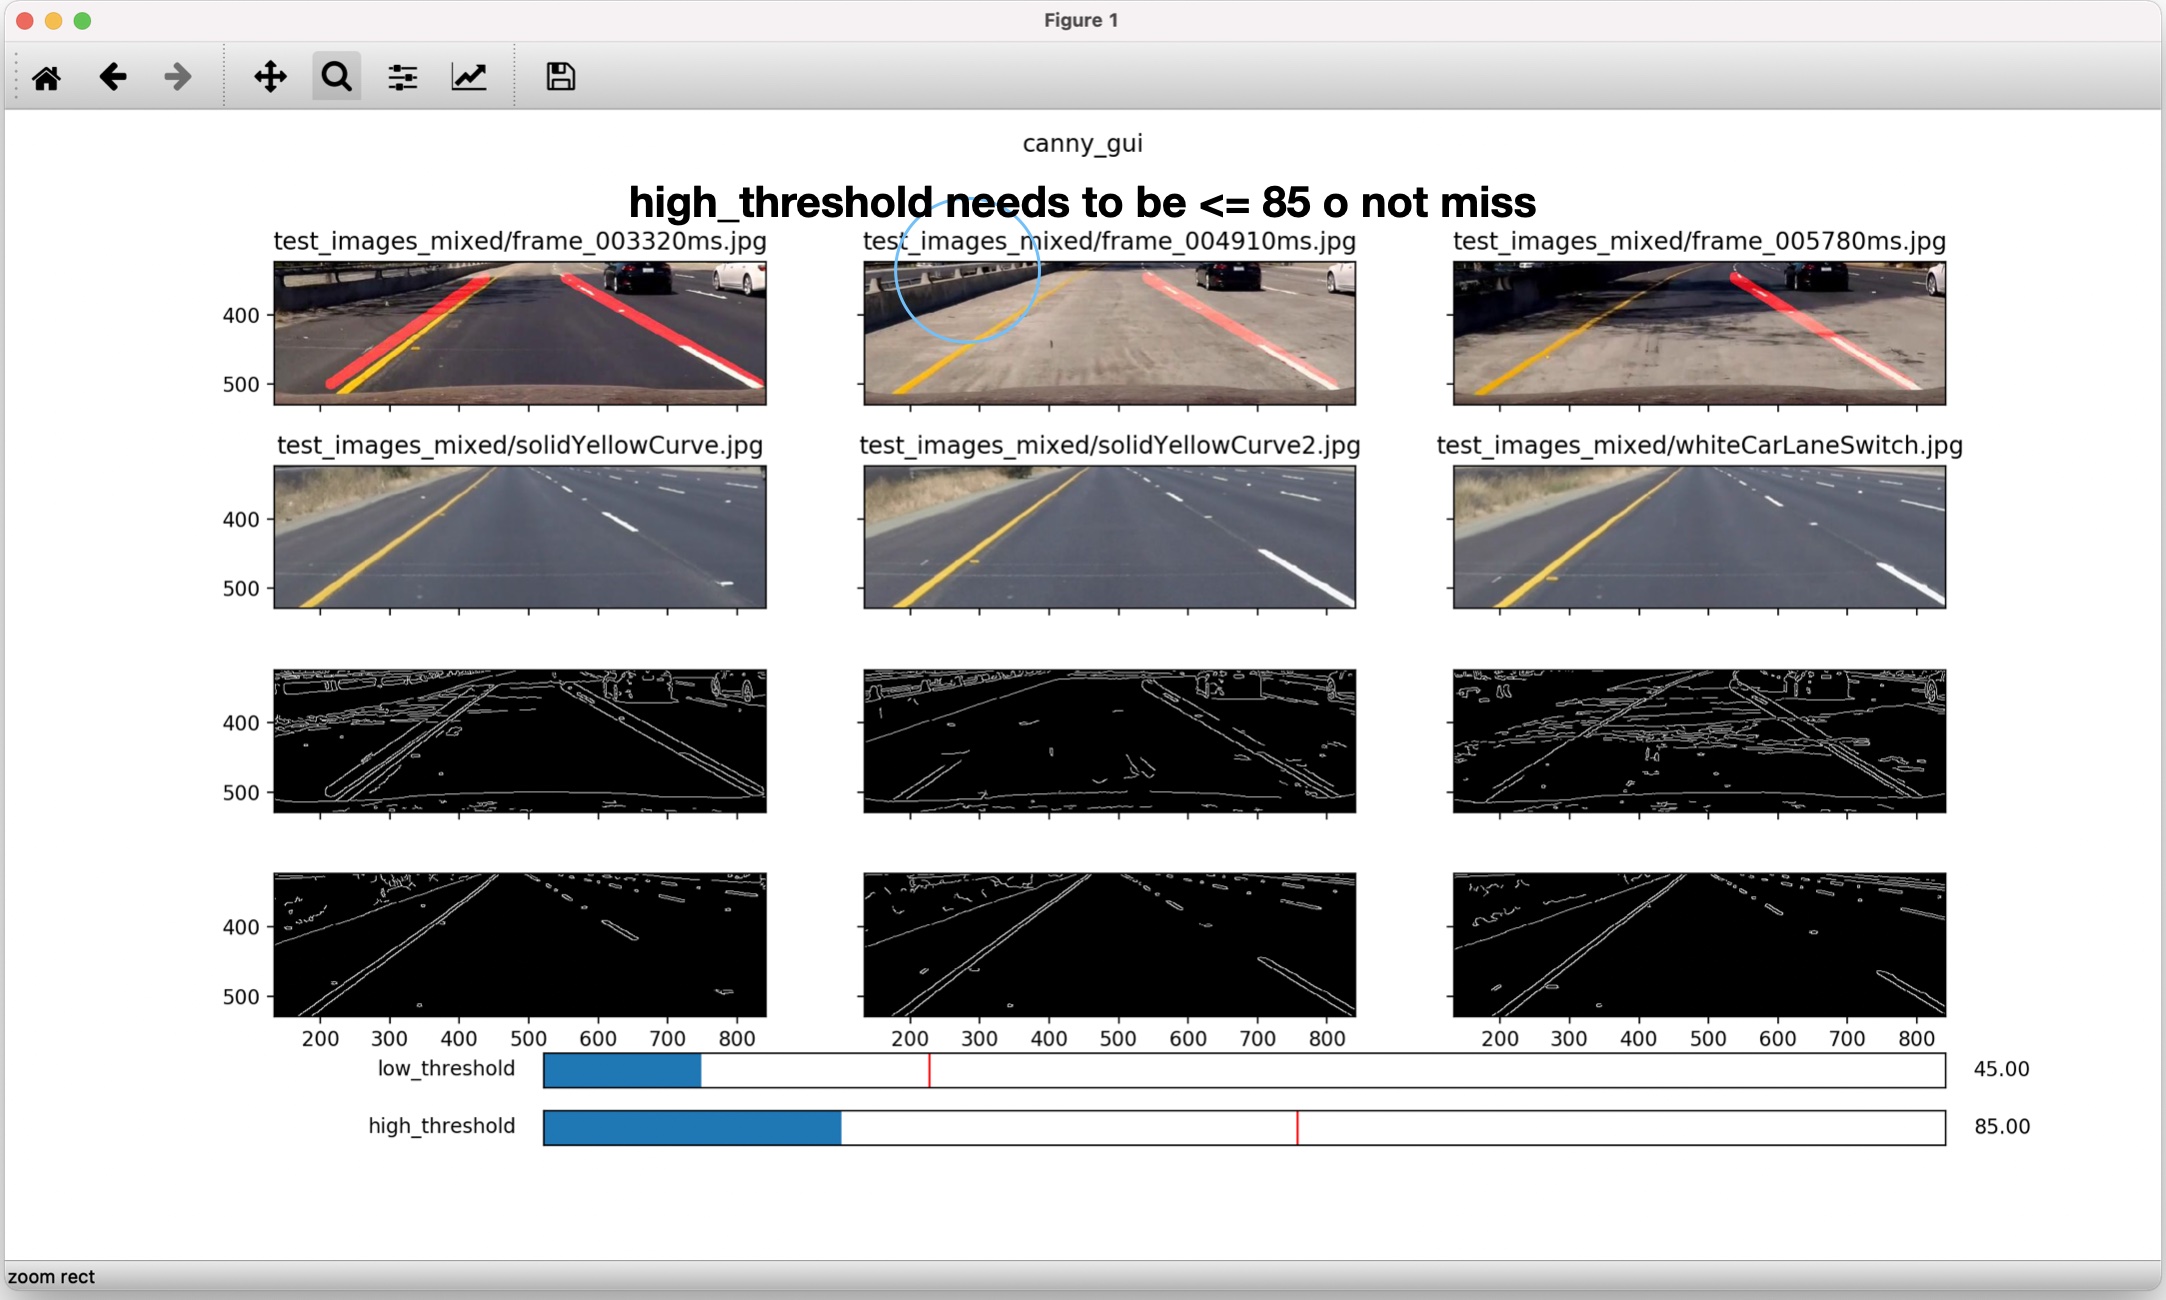 Figure 1
canny_gui
high_threshold needs to be <= 85 o not miss
test_images_mixed/frame_003320ms.jpg test_images_mixed/frame_004910ms.jpg test_images_mixed/frame_005780ms.jpg
400
500
test_images_mixed/solidYellowCurve.jpg test_images_mixed/solidYellowCurve2.jpg test_images_mixed/whiteCarLaneSwitch.jpg
400
500
400
500
400
500
200 300 400 500 600 700 800 200 300 400 500 600 700 800 200 300 400 500 600 700 800
low_threshold 45.00
high_threshold 85.00
zoom rect